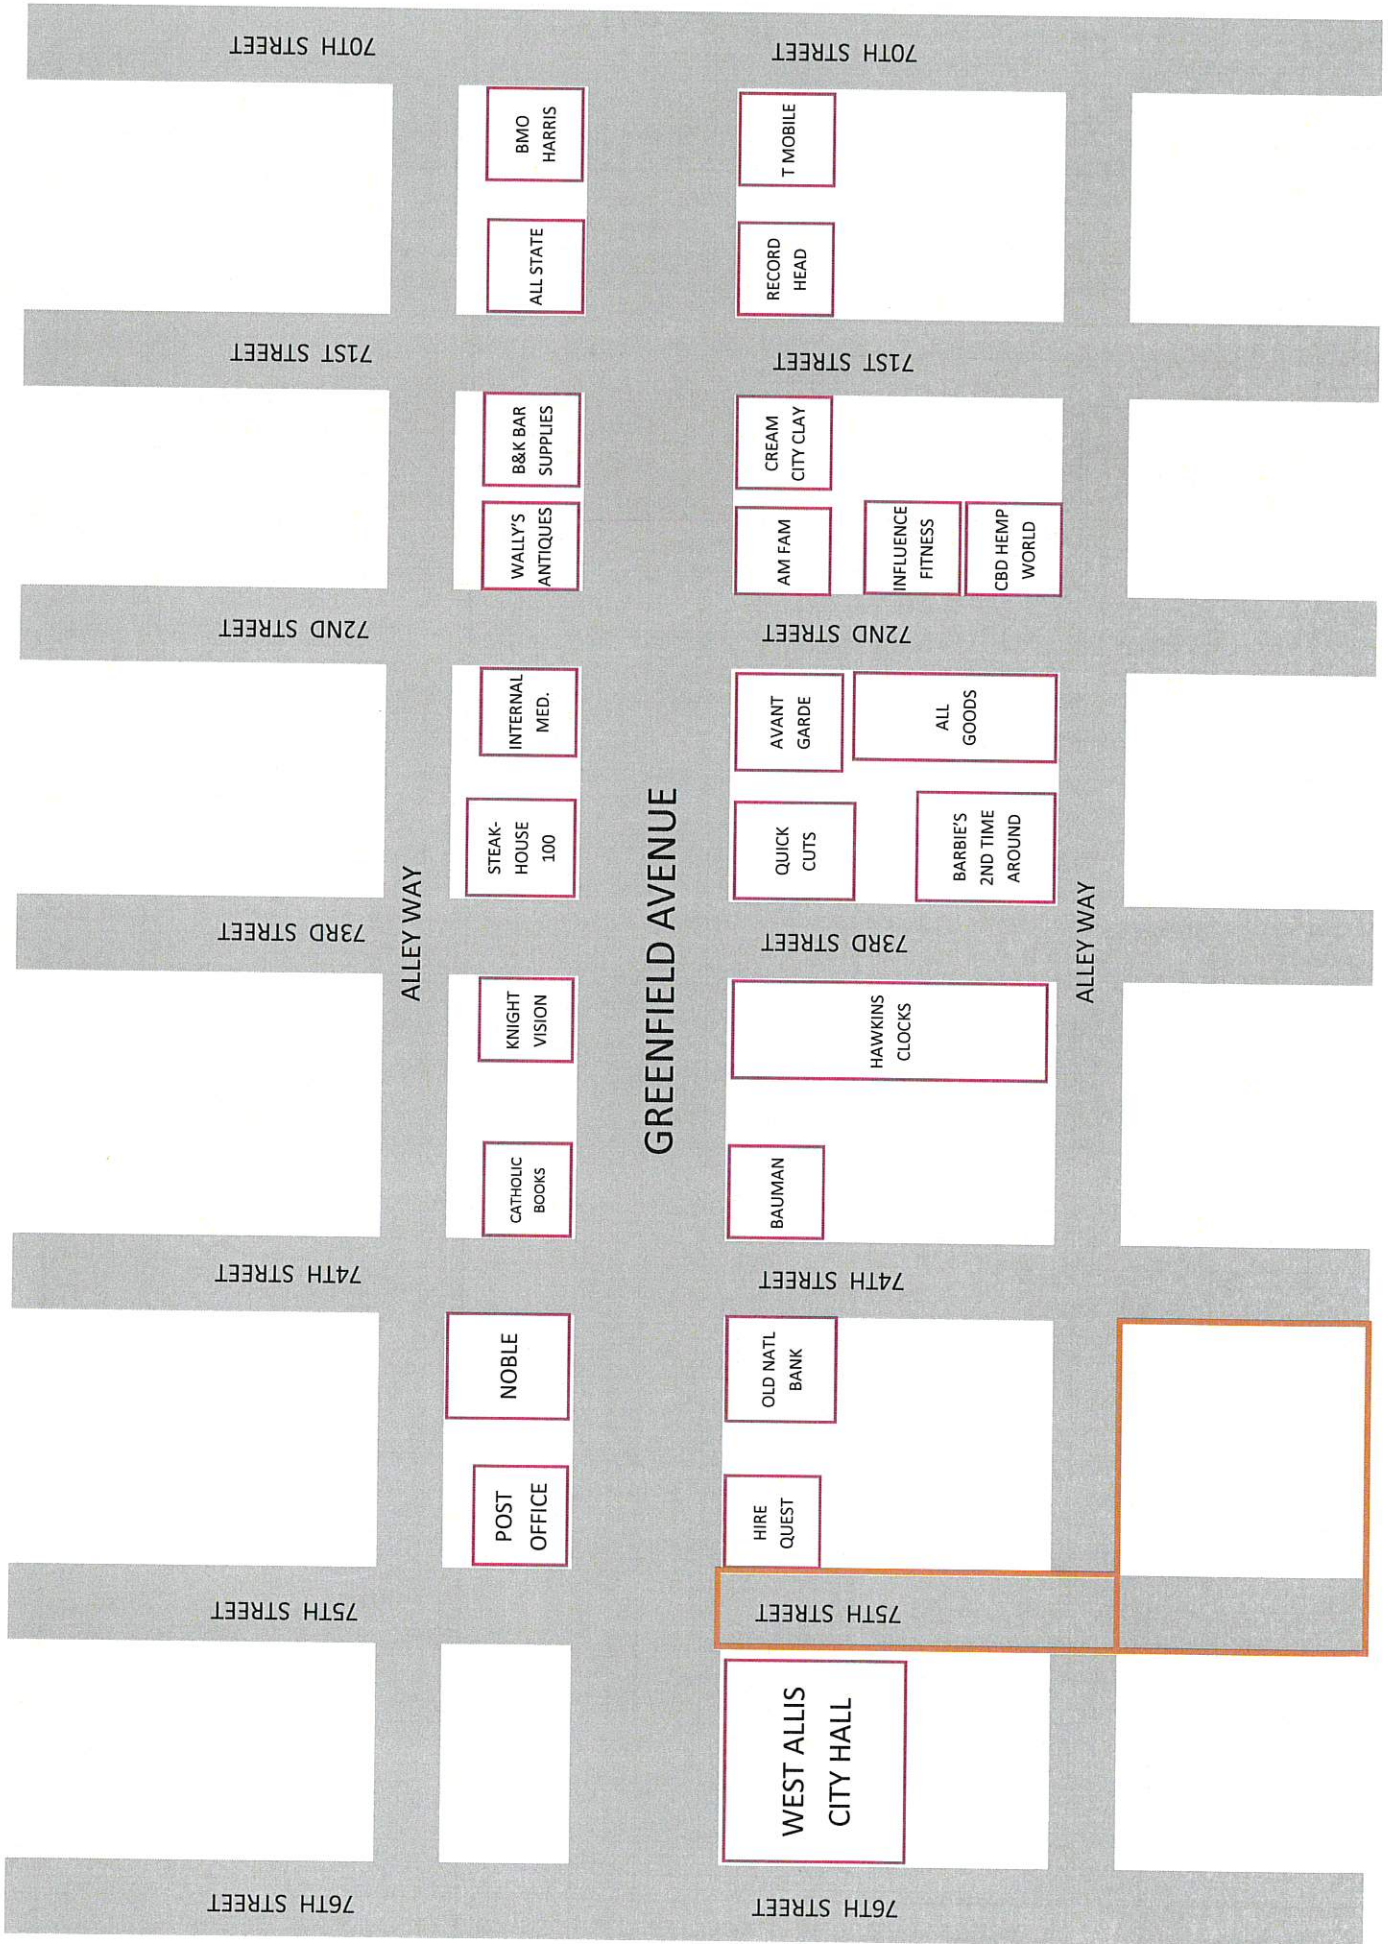 70TH STREET
70TH STREET
BMO
HARRIS
T MOBILE
ALL STATE
RECORD
HEAD
71ST STREET
71ST STREET
B&K BAR
SUPPLIES
CREAM
CITY CLAY
WALLY'S
ANTIQUES
AM FAM
INFLUENCE
FITNESS
CBD HEMP
WORLD
72ND STREET
72ND STREET
INTERNAL
MED.
AVANT
GARDE
ALL
GOODS
STEAK-
HOUSE
100
QUICK
CUTS
BARBIE'S
2ND TIME
AROUND
GREENFIELD AVENUE
ALLEY WAY
ALLEY WAY
73RD STREET
73RD STREET
KNIGHT
VISION
HAWKINS
CLOCKS
CATHOLIC
BOOKS
BAUMAN
74TH STREET
74TH STREET
NOBLE
OLD NATL
BANK
POST
OFFICE
HIRE
QUEST
75TH STREET
75TH STREET
WEST ALLIS
CITY HALL
76TH STREET
76TH STREET